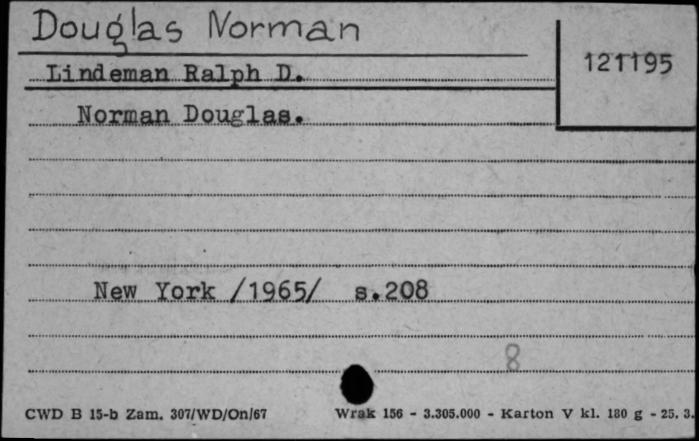 Douglas Norman
121195
Lindeman Ralph D.
Norman Douglas.
New York /1965/ s.208
8
CWD B 15-b Zam. 307/WD/On/67 Wrak 156 - 3.305.000 - Karton V kl. 180 g - 25. 3.